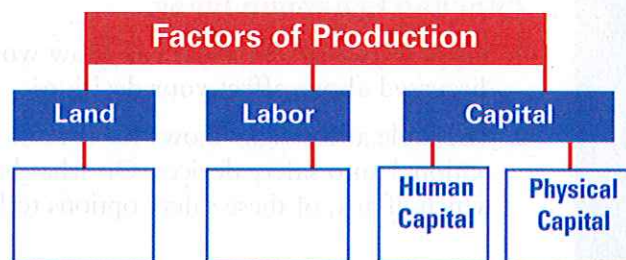 Factors of Production
Land
Labor
Capital
Human
Capital
Physical
Capital